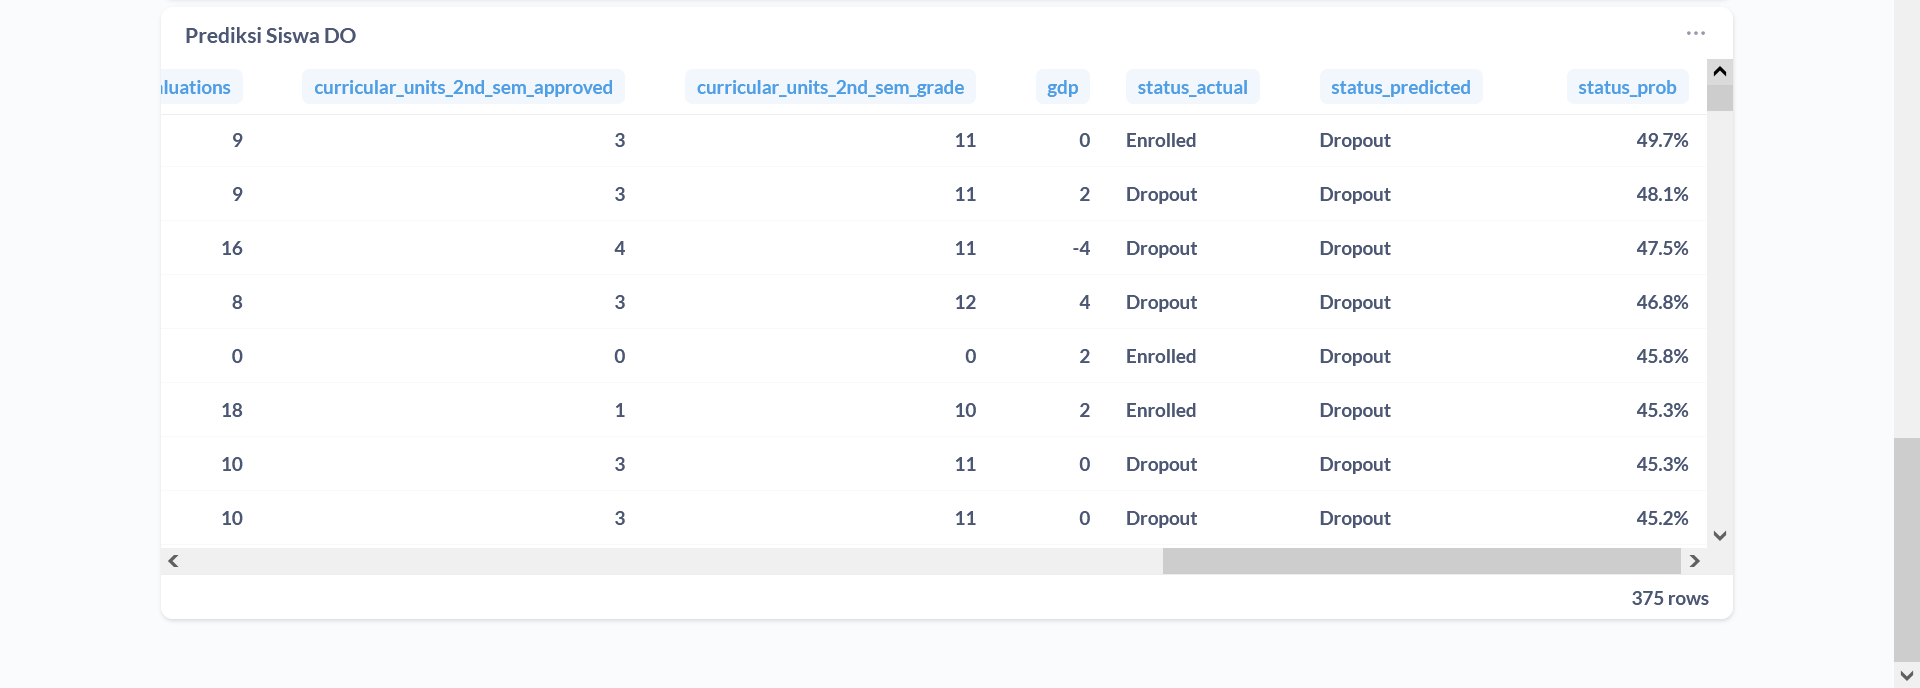 Prediksi Siswa DO
luations curricular_units_2nd_sem_approved curricular_units_2nd_sem_grade gdp status_actual status_predicted status_prob
9 3 11 0 Enrolled Dropout 49.7%
9 3 11 2 Dropout Dropout 48.1%
16 4 11 -4 Dropout Dropout 47.5%
8 3 12 4 Dropout Dropout 46.8%
0 0 0 2 Enrolled Dropout 45.8%
18 1 10 2 Enrolled Dropout 45.3%
10 3 11 0 Dropout Dropout 45.3%
10 3 11 0 Dropout Dropout 45.2%
375 rows